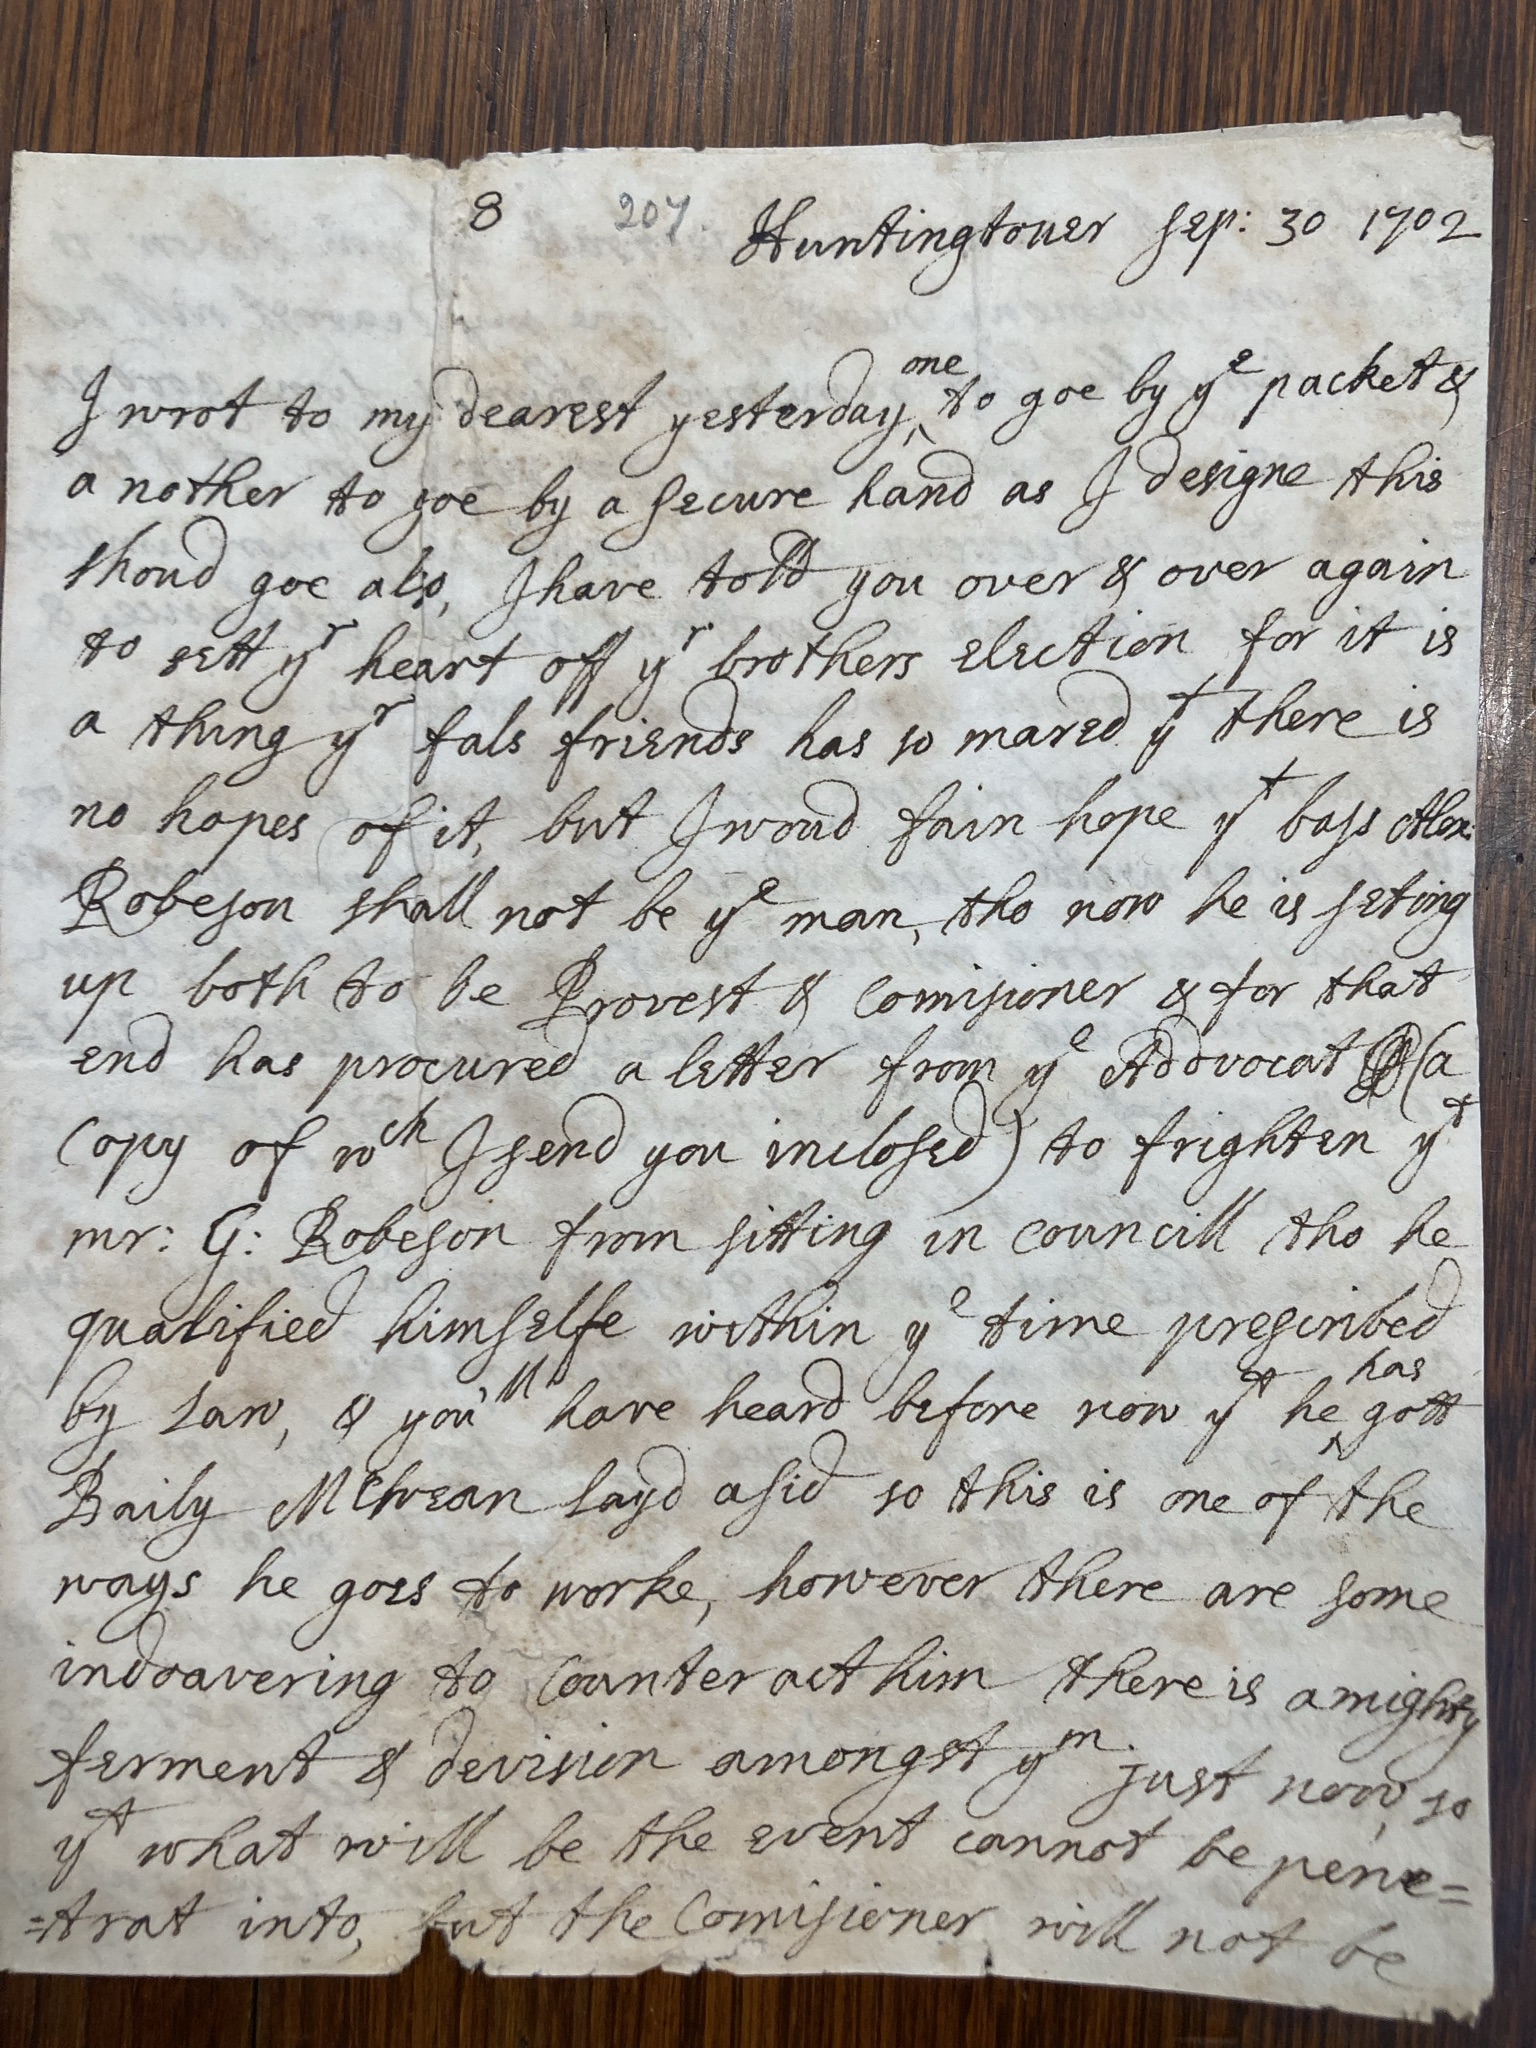 8 207. Huntingtouer sep: 30 1702
I wrot to my dearest yesterday, one to goe by yᵉ packet &
a nother to goe by a secure hand as I designe this
shoud goe also, I have told you over & over again
to sett yʳ heart off yʳ brothers election for it is
a thing yʳ fals friends has so mared yᵗ there is
no hopes of it, but I woud fain hope yᵗ bass Alex:
Robeson shall not be yᵉ man, tho now he is seting
up both to be Provest & Comisioner & for that
end has procured a letter from yᵉ Addvocat (a
Copy of wᶜʰ I send you inclosed) to frighten yᵗ
mr: G: Robeson from sitting in councill tho he
qualified himselfe within yᵉ time prescribed
by Law, & you'll have heard before now yᵗ he has gott
Baily layd asid so this is one of the
ways he goes to worke, however there are some
indoavering to Counter act him there is a mighty
ferment & devision amongst yᵐ just now, so
yᵗ what will be the event cannot be pene=
=trat into, but the Comisioner will not be